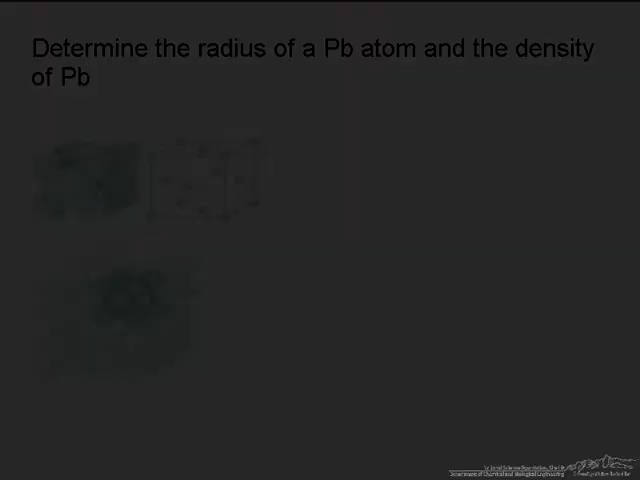 Determine the radius of a Pb atom and the density
of Pb